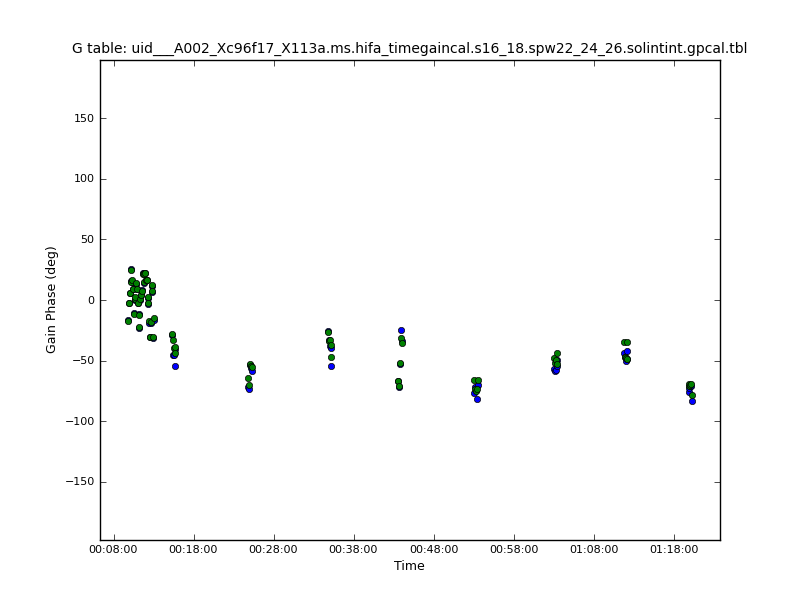 G table: uid___A002_Xc96f17_X113a.ms.hifa_timegaincal.s16_18.spw22_24_26.solintint.gpcal.tbl
150
100
50
0
−50
−100
−150
Gain Phase (deg)
00:08:00 00:18:00 00:28:00 00:38:00 00:48:00 00:58:00 01:08:00 01:18:00
Time